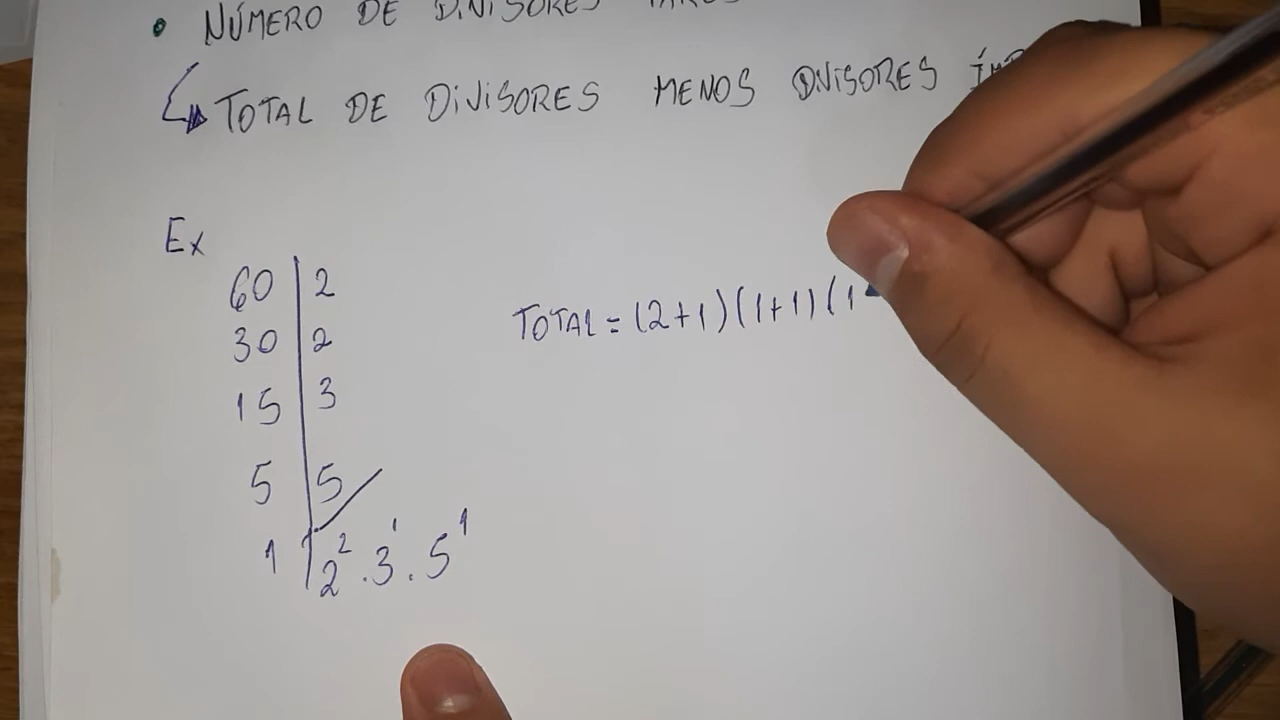 • NÚMERO DE DIVISORES
↳ TOTAL DE DIVISORES MENOS DIVISORES
Ex
60 | 2
30 | 2
15 | 3
5 | 5
1 | 2² . 3¹ . 5¹
TOTAL = (2+1)(1+1)(1